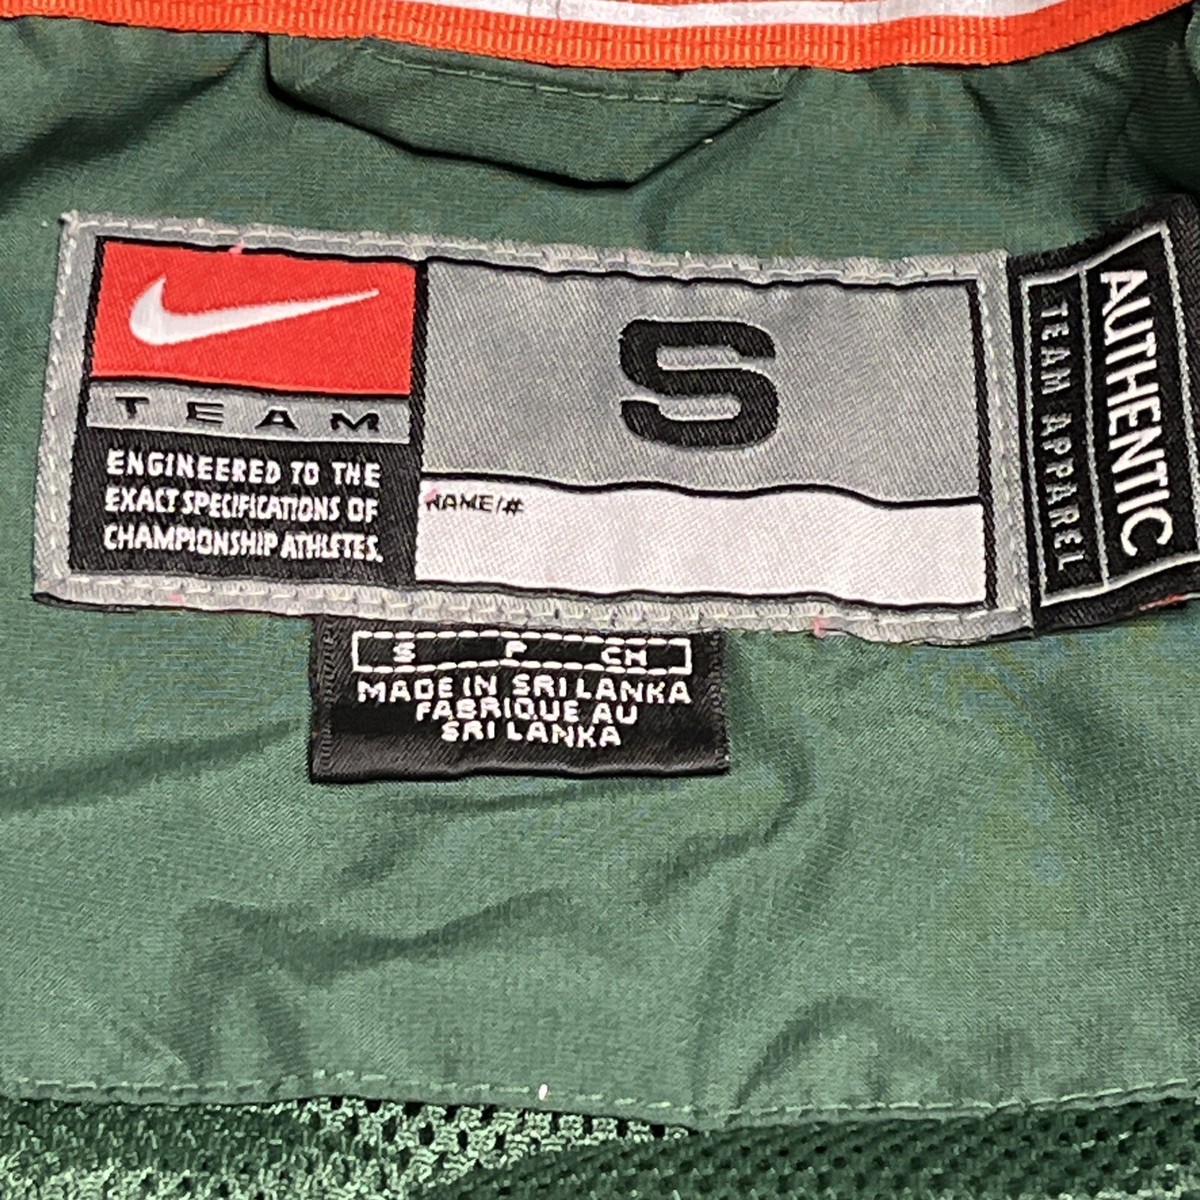 TEAM
ENGINEERED TO THE
EXACT SPECIFICATIONS OF
CHAMPIONSHIP ATHLETES.
S
NAME/#
AUTHENTIC
TEAM APPAREL
S P CH
MADE IN SRI LANKA
FABRIQUE AU
SRI LANKA